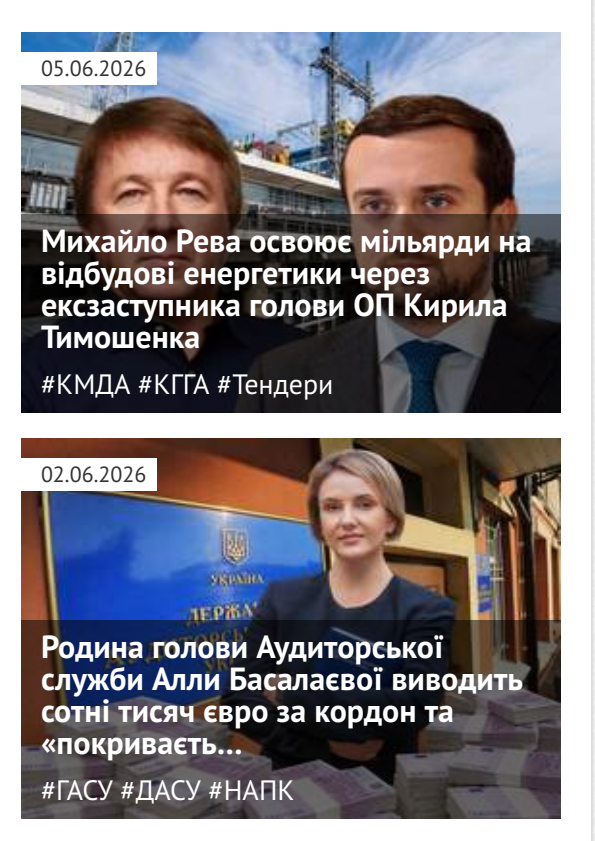 05.06.2026
Михайло Рева освоює мільярди на
відбудові енергетики через
ексзаступника голови ОП Кирила
Тимошенка
#КМДА #КГГА #Тендери
02.06.2026
УКРАЇНА
ДЕРЖА
Родина голови Аудиторської
служби Алли Басалаєвої виводить
сотні тисяч євро за кордон та
«покриваєть...
#ГАСУ #ДАСУ #НАПК